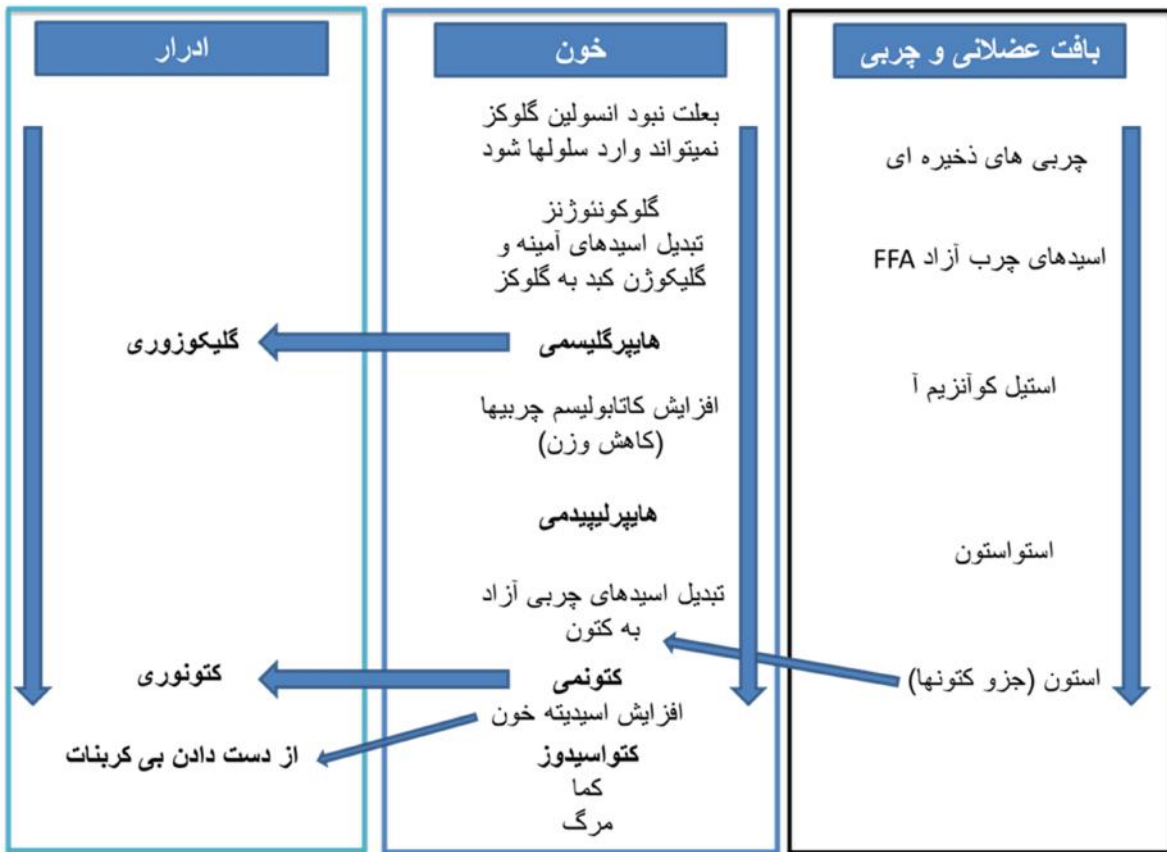 بافت عضلانی و چربی
چربی های ذخیره ای
اسیدهای چرب آزاد FFA
استیل کوآنزیم آ
استواستون
استون (جزو کتونها)
خون
بعلت نبود انسولین گلوکز
نمیتواند وارد سلولها شود
گلوکونئوژنز
تبدیل اسیدهای آمینه و
گلیکوژن کبد به گلوکز
هایپرگلیسمی
افزایش کاتابولیسم چربیها
(کاهش وزن)
هایپرلیپیدمی
تبدیل اسیدهای چربی آزاد
به کتون
کتونمی
افزایش اسیدیته خون
کتواسیدوز
کما
مرگ
ادرار
گلیکوزوری
کتونوری
از دست دادن بی کربنات